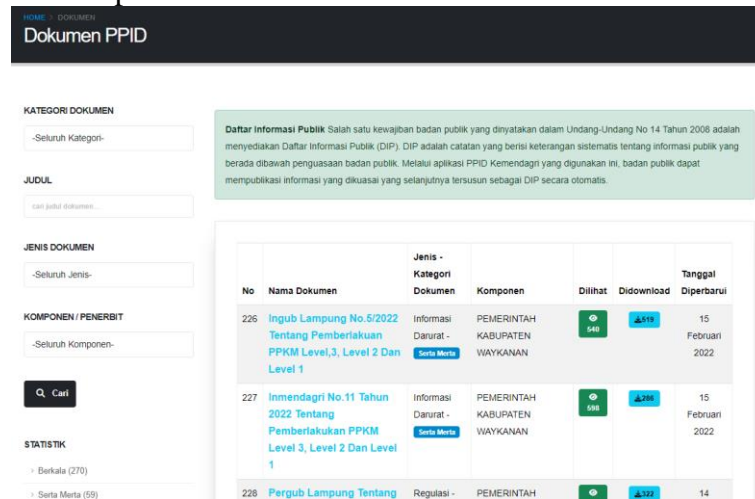 HOME > DOKUMEN
Dokumen PPID
KATEGORI DOKUMEN
-Seluruh Kategori-
JUDUL
cari judul dokumen...
JENIS DOKUMEN
-Seluruh Jenis-
KOMPONEN / PENERBIT
-Seluruh Komponen-
Cari
STATISTIK
> Berkala (270)
> Serta Merta (59)
Daftar Informasi Publik Salah satu kewajiban badan publik yang dinyatakan dalam Undang-Undang No 14 Tahun 2008 adalah
menyediakan Daftar Informasi Publik (DIP). DIP adalah catatan yang berisi keterangan sistematis tentang informasi publik yang
berada dibawah penguasaan badan publik. Melalui aplikasi PPID Kemendagri yang digunakan ini, badan publik dapat
mempublikasi informasi yang dikuasai yang selanjutnya tersusun sebagai DIP secara otomatis.
No Nama Dokumen Jenis - Kategori Dokumen Komponen Dilihat Didownload Tanggal Diperbarui
226 Ingub Lampung No.5/2022 Informasi PEMERINTAH 540 519 15
Tentang Pemberlakuan Darurat - KABUPATEN Februari
PPKM Level,3, Level 2 Dan Serta Merta WAYKANAN 2022
Level 1
227 Inmendagri No.11 Tahun Informasi PEMERINTAH 598 286 15
2022 Tentang Darurat - KABUPATEN Februari
Pemberlakukan PPKM Serta Merta WAYKANAN 2022
Level 3, Level 2 Dan Level
1
228 Pergub Lampung Tentang Regulasi - PEMERINTAH 322 14